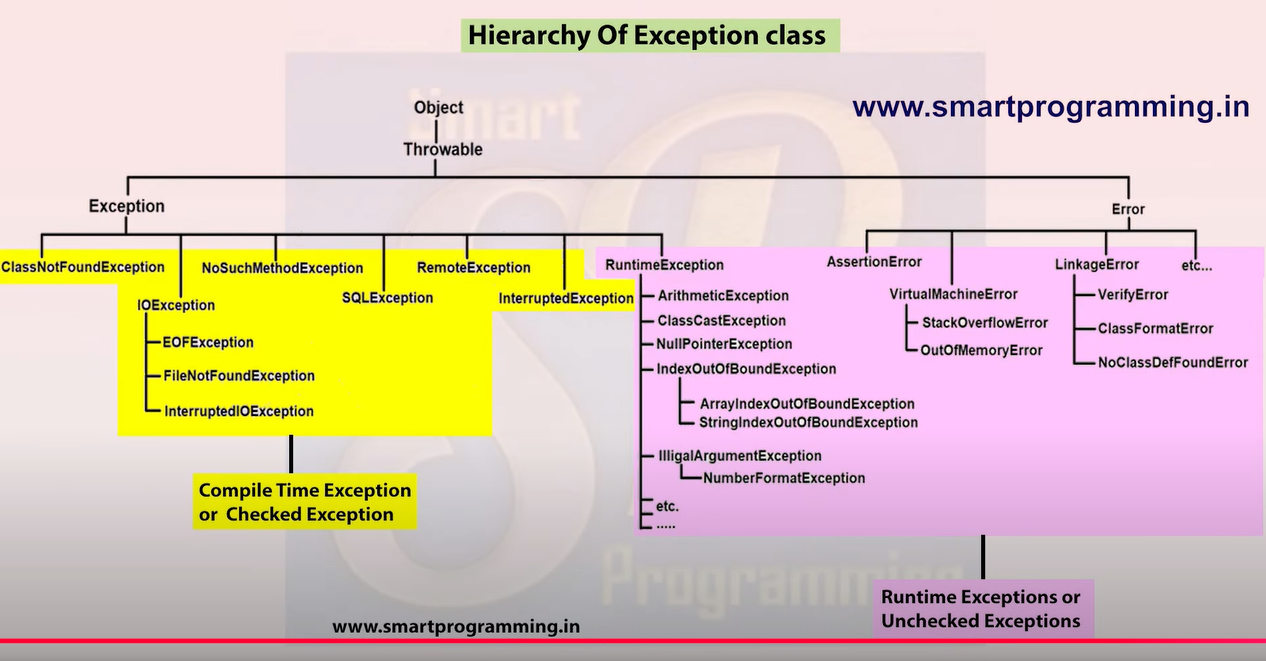 Hierarchy Of Exception class
www.smartprogramming.in
Smart
Object
Throwable
Exception
Error
ClassNotFoundException
NoSuchMethodException
RemoteException
RuntimeException
AssertionError
LinkageError
etc...
IOException
SQLException
InterruptedException
ArithmeticException
VirtualMachineError
VerifyError
ClassCastException
StackOverflowError
ClassFormatError
EOFException
NullPointerException
OutOfMemoryError
NoClassDefFoundError
FileNotFoundException
IndexOutOfBoundException
InterruptedIOException
ArrayIndexOutOfBoundException
StringIndexOutOfBoundException
IlligalArgumentException
NumberFormatException
etc.
.....
Compile Time Exception
or Checked Exception
Programming
Runtime Exceptions or
Unchecked Exceptions
www.smartprogramming.in